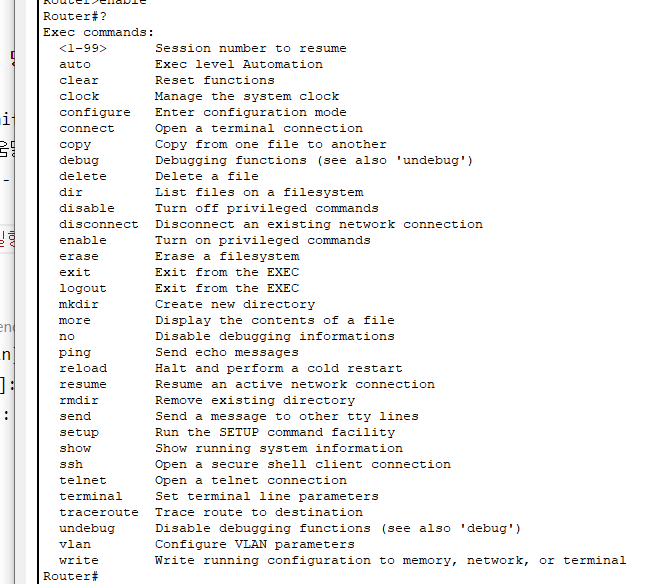 Router>enable
Router#?
Exec commands:
  <1-99>      Session number to resume
  auto        Exec level Automation
  clear       Reset functions
  clock       Manage the system clock
  configure   Enter configuration mode
  connect     Open a terminal connection
  copy        Copy from one file to another
  debug       Debugging functions (see also 'undebug')
  delete      Delete a file
  dir         List files on a filesystem
  disable     Turn off privileged commands
  disconnect  Disconnect an existing network connection
  enable      Turn on privileged commands
  erase       Erase a filesystem
  exit        Exit from the EXEC
  logout      Exit from the EXEC
  mkdir       Create new directory
  more        Display the contents of a file
  no          Disable debugging informations
  ping        Send echo messages
  reload      Halt and perform a cold restart
  resume      Resume an active network connection
  rmdir       Remove existing directory
  send        Send a message to other tty lines
  setup       Run the SETUP command facility
  show        Show running system information
  ssh         Open a secure shell client connection
  telnet      Open a telnet connection
  terminal    Set terminal line parameters
  traceroute  Trace route to destination
  undebug     Disable debugging functions (see also 'debug')
  vlan        Configure VLAN parameters
  write       Write running configuration to memory, network, or terminal
Router#